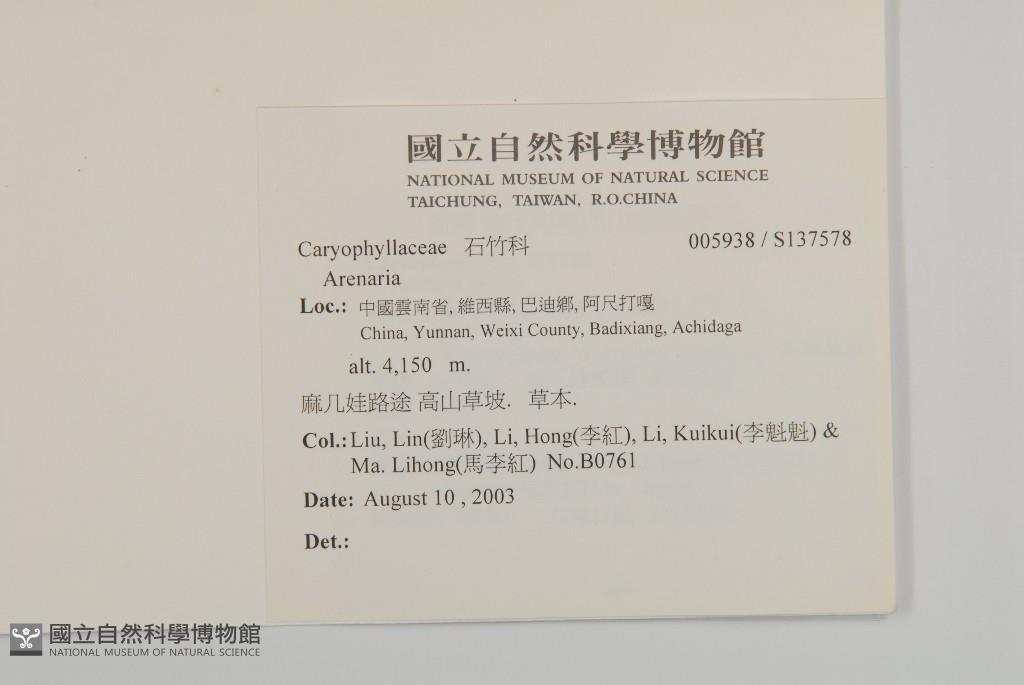 國立自然科學博物館
NATIONAL MUSEUM OF NATURAL SCIENCE
TAICHUNG, TAIWAN, R.O.CHINA
Caryophyllaceae 石竹科 005938 / S137578
Arenaria
Loc.: 中國雲南省, 維西縣, 巴迪鄉, 阿尺打嘎
China, Yunnan, Weixi County, Badixiang, Achidaga
alt. 4,150 m.
麻几娃路途 高山草坡. 草本.
Col.: Liu, Lin(劉琳), Li, Hong(李紅), Li, Kuikui(李魁魁) &
Ma. Lihong(馬李紅) No.B0761
Date: August 10 , 2003
Det.:
國立自然科學博物館
NATIONAL MUSEUM OF NATURAL SCIENCE